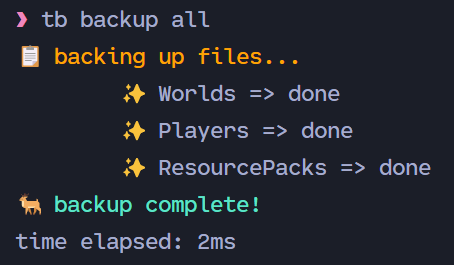 ❯ tb backup all
📋 backing up files...
✨ Worlds => done
✨ Players => done
✨ ResourcePacks => done
🐐 backup complete!
time elapsed: 2ms